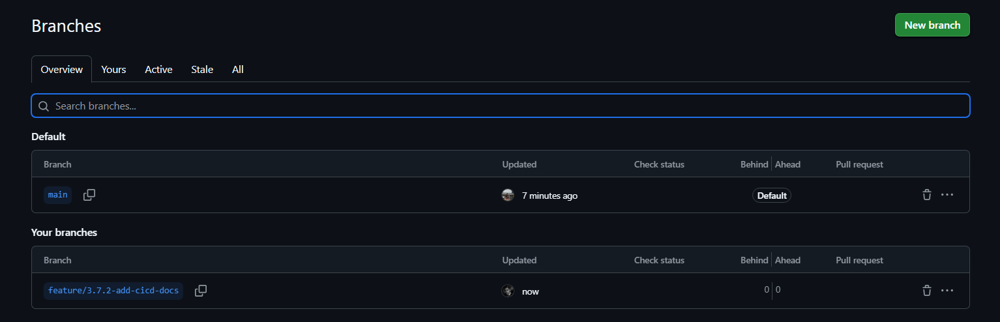 Branches
New branch
Overview Yours Active Stale All
Search branches...
Default
Branch Updated Check status Behind Ahead Pull request
main 7 minutes ago Default
Your branches
Branch Updated Check status Behind Ahead Pull request
feature/3.7.2-add-cicd-docs now 0 0